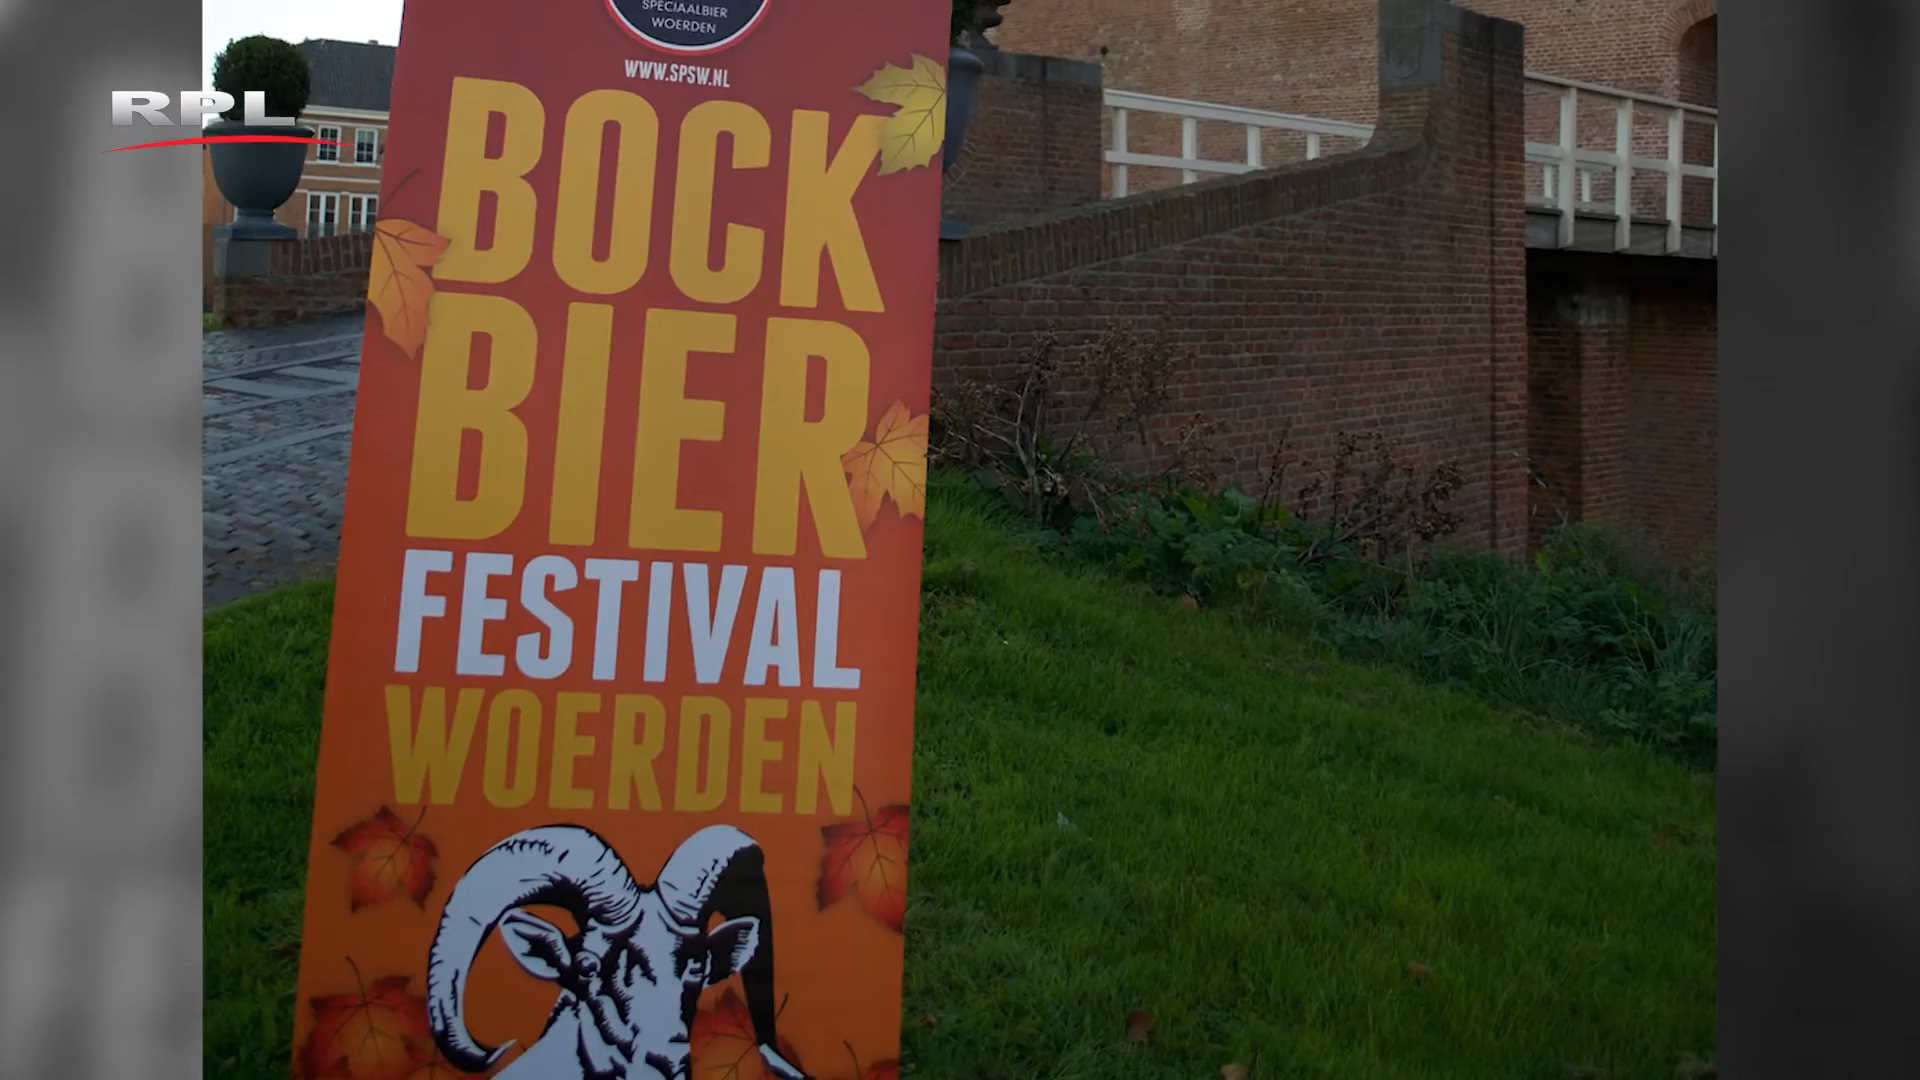 SPECIAALBIER
WOERDEN
WWW.SPSW.NL
RPL
BOCK
BIER
FESTIVAL
WOERDEN